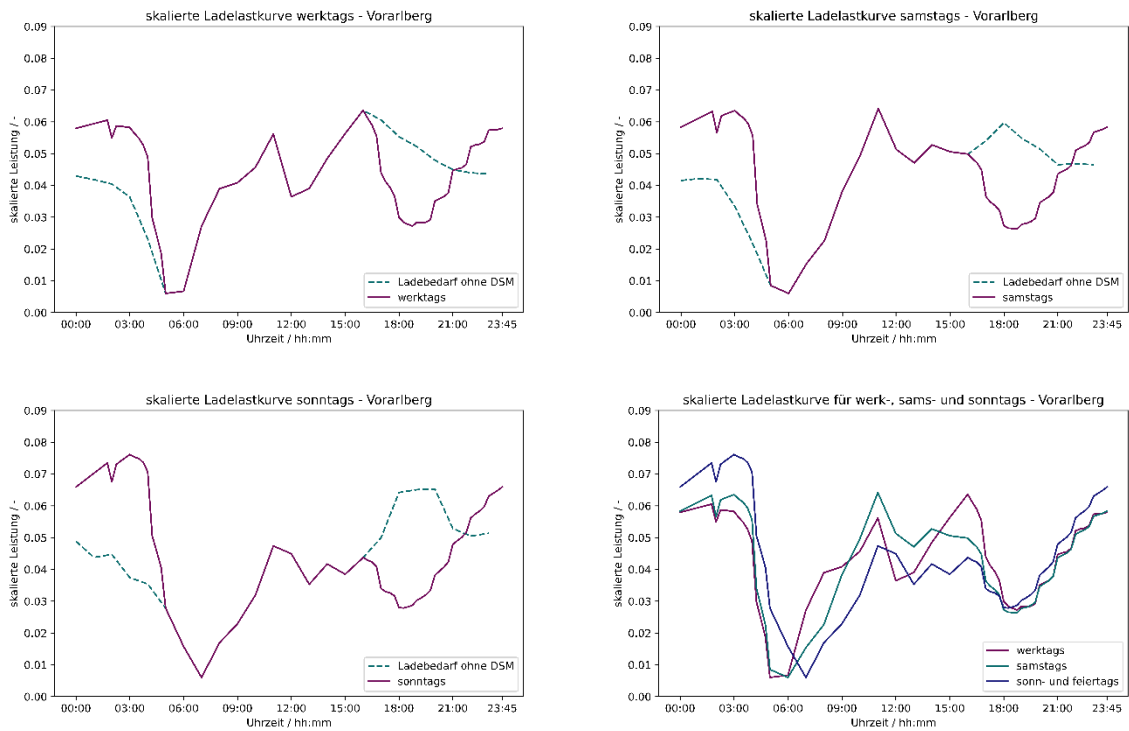 skalierte Ladelastkurve werktags - Vorarlberg
0.09
0.08
0.07
0.06
0.05
0.04
0.03
0.02
0.01
0.00
skalierte Leistung / -
Ladebedarf ohne DSM
werktags
00:00 03:00 06:00 09:00 12:00 15:00 18:00 21:00 23:45
Uhrzeit / hh:mm
skalierte Ladelastkurve samstags - Vorarlberg
0.09
0.08
0.07
0.06
0.05
0.04
0.03
0.02
0.01
0.00
skalierte Leistung / -
Ladebedarf ohne DSM
samstags
00:00 03:00 06:00 09:00 12:00 15:00 18:00 21:00 23:45
Uhrzeit / hh:mm
skalierte Ladelastkurve sonntags - Vorarlberg
0.09
0.08
0.07
0.06
0.05
0.04
0.03
0.02
0.01
0.00
skalierte Leistung / -
Ladebedarf ohne DSM
sonntags
00:00 03:00 06:00 09:00 12:00 15:00 18:00 21:00 23:45
Uhrzeit / hh:mm
skalierte Ladelastkurve für werk-, sams- und sonntags - Vorarlberg
0.09
0.08
0.07
0.06
0.05
0.04
0.03
0.02
0.01
0.00
skalierte Leistung / -
werktags
samstags
sonn- und feiertags
00:00 03:00 06:00 09:00 12:00 15:00 18:00 21:00 23:45
Uhrzeit / hh:mm